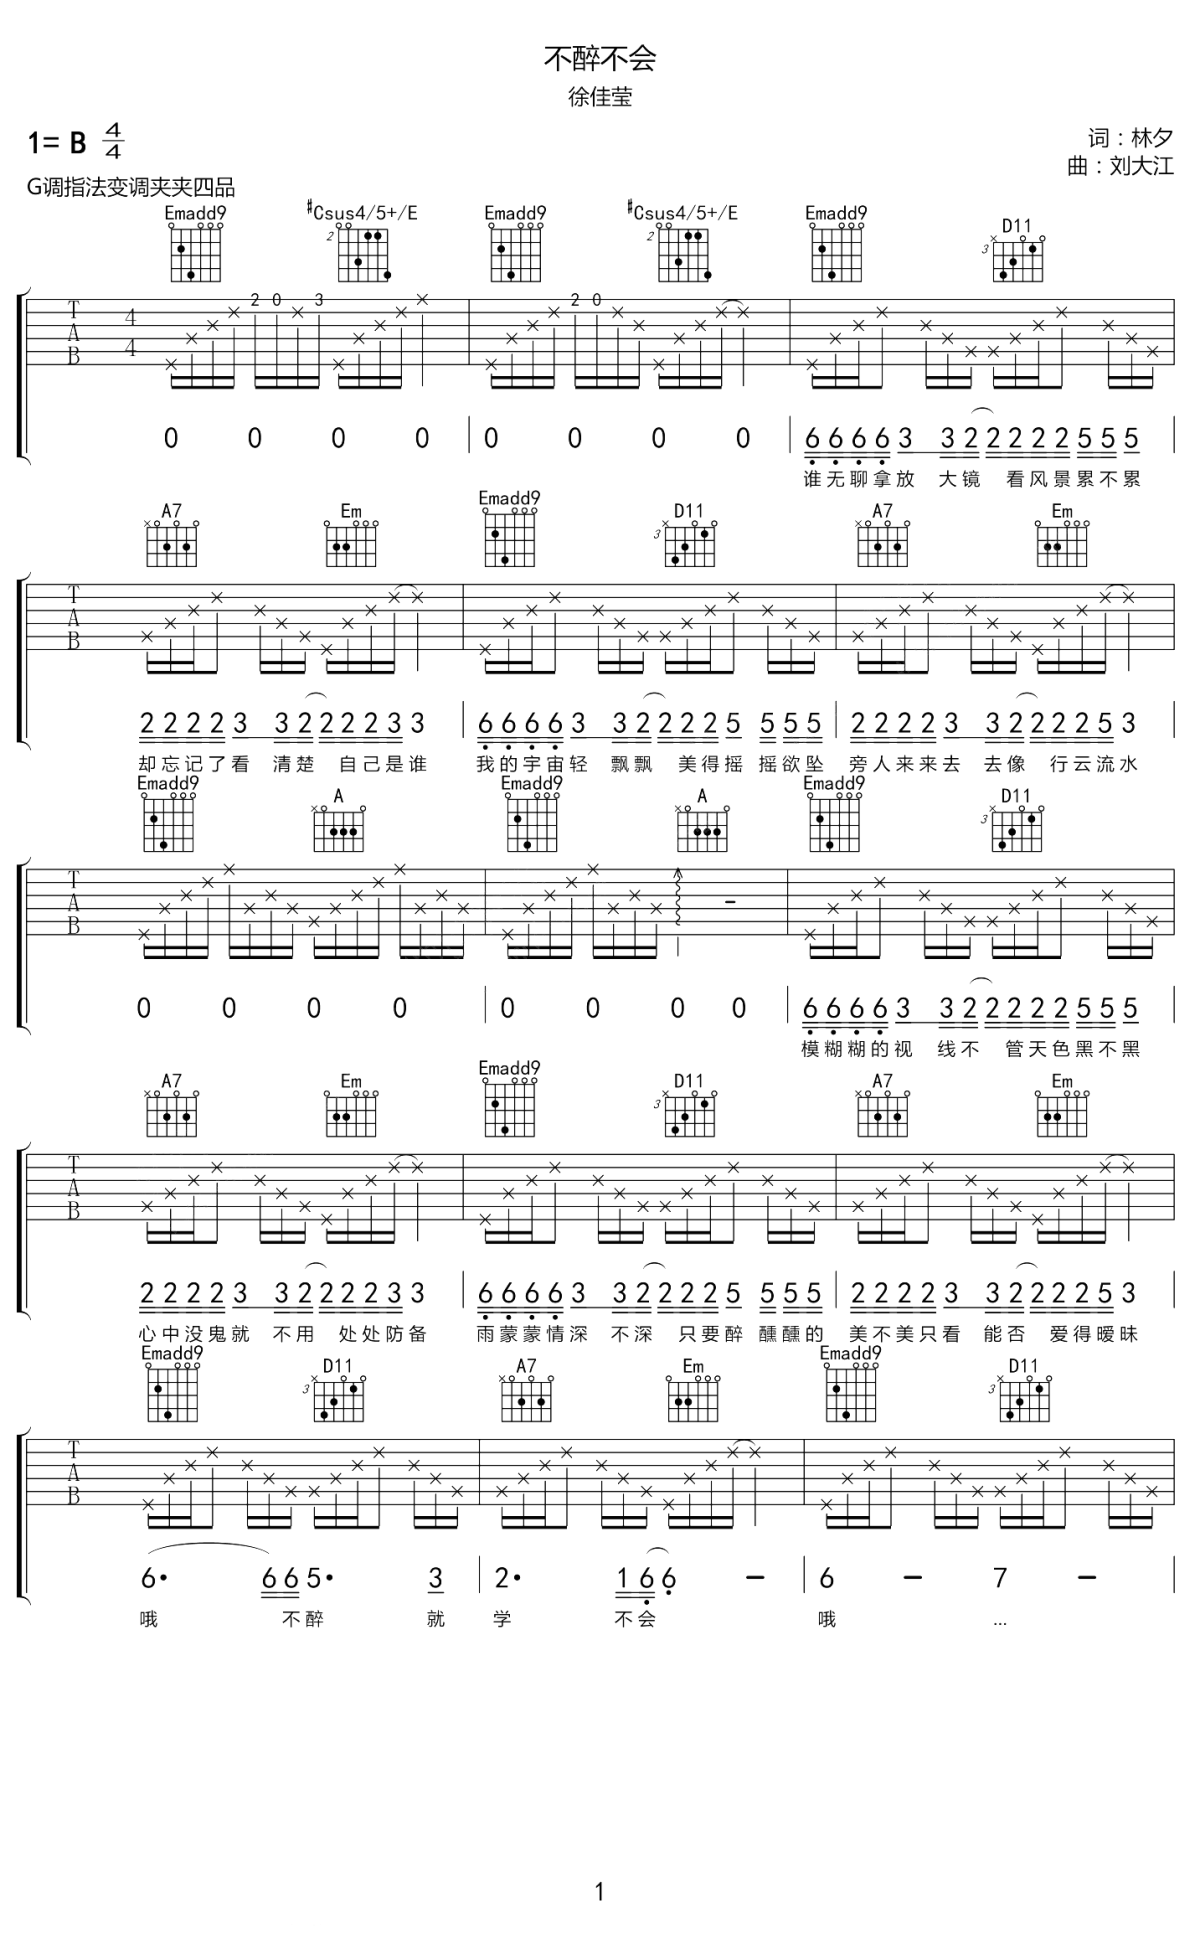 不醉不会
徐佳莹
1= B 4/4
词：林夕
曲：刘大江
G调指法变调夹夹四品
Emadd9 #Csus4/5+/E Emadd9 #Csus4/5+/E Emadd9 D11
2 2 3
T A B 4 4 2 0 3 2 0
0 0 0 0 0 0 0 0 6 6 6 6 3 3 2 2 2 2 2 5 5 5
谁无聊拿放 大镜 看风景累不累
A7 Em Emadd9 D11 A7 Em
3
T A B
2 2 2 2 3 3 2 2 2 2 3 3 6 6 6 6 3 3 2 2 2 2 5 5 5 5 2 2 2 2 3 3 2 2 2 2 5 3
却忘记了看 清楚 自己是谁 我的宇宙轻 飘飘 美得摇 摇欲坠 旁人来来去 去像 行云流水
Emadd9 A Emadd9 A Emadd9 D11
3
T A B
0 0 0 0 0 0 0 0 6 6 6 6 3 3 2 2 2 2 2 5 5 5
模糊糊的视 线不 管天色黑不黑
A7 Em Emadd9 D11 A7 Em
3
T A B
2 2 2 2 3 3 2 2 2 2 3 3 6 6 6 6 3 3 2 2 2 2 5 5 5 5 2 2 2 2 3 3 2 2 2 2 5 3
心中没鬼就 不用 处处防备 雨蒙蒙情深 不深 只要醉 醺醺的 美不美只看 能否 爱得暧昧
Emadd9 D11 A7 Em Emadd9 D11
3 3
T A B
6· 6 6 5· 3 2· 1 6 6 － 6 － 7 －
哦 不醉 就 学 不会 哦 ...
1